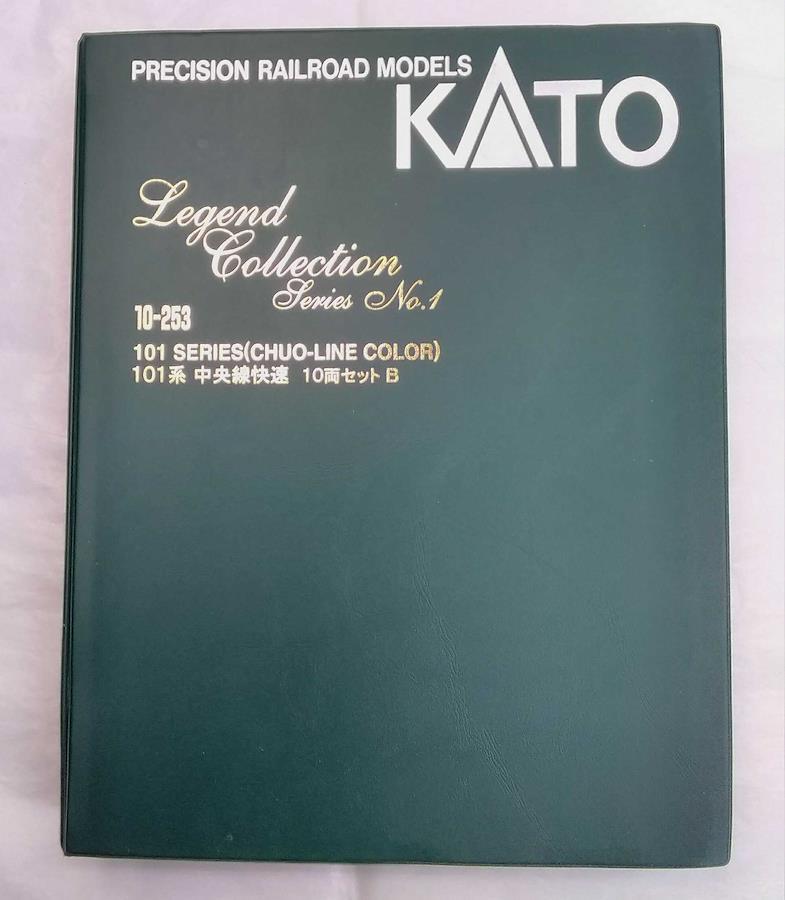 PRECISION RAILROAD MODELS
KATO
Legend
Collection
Series No.1
10-253
101 SERIES(CHUO-LINE COLOR)
101系 中央線快速 10両セット B